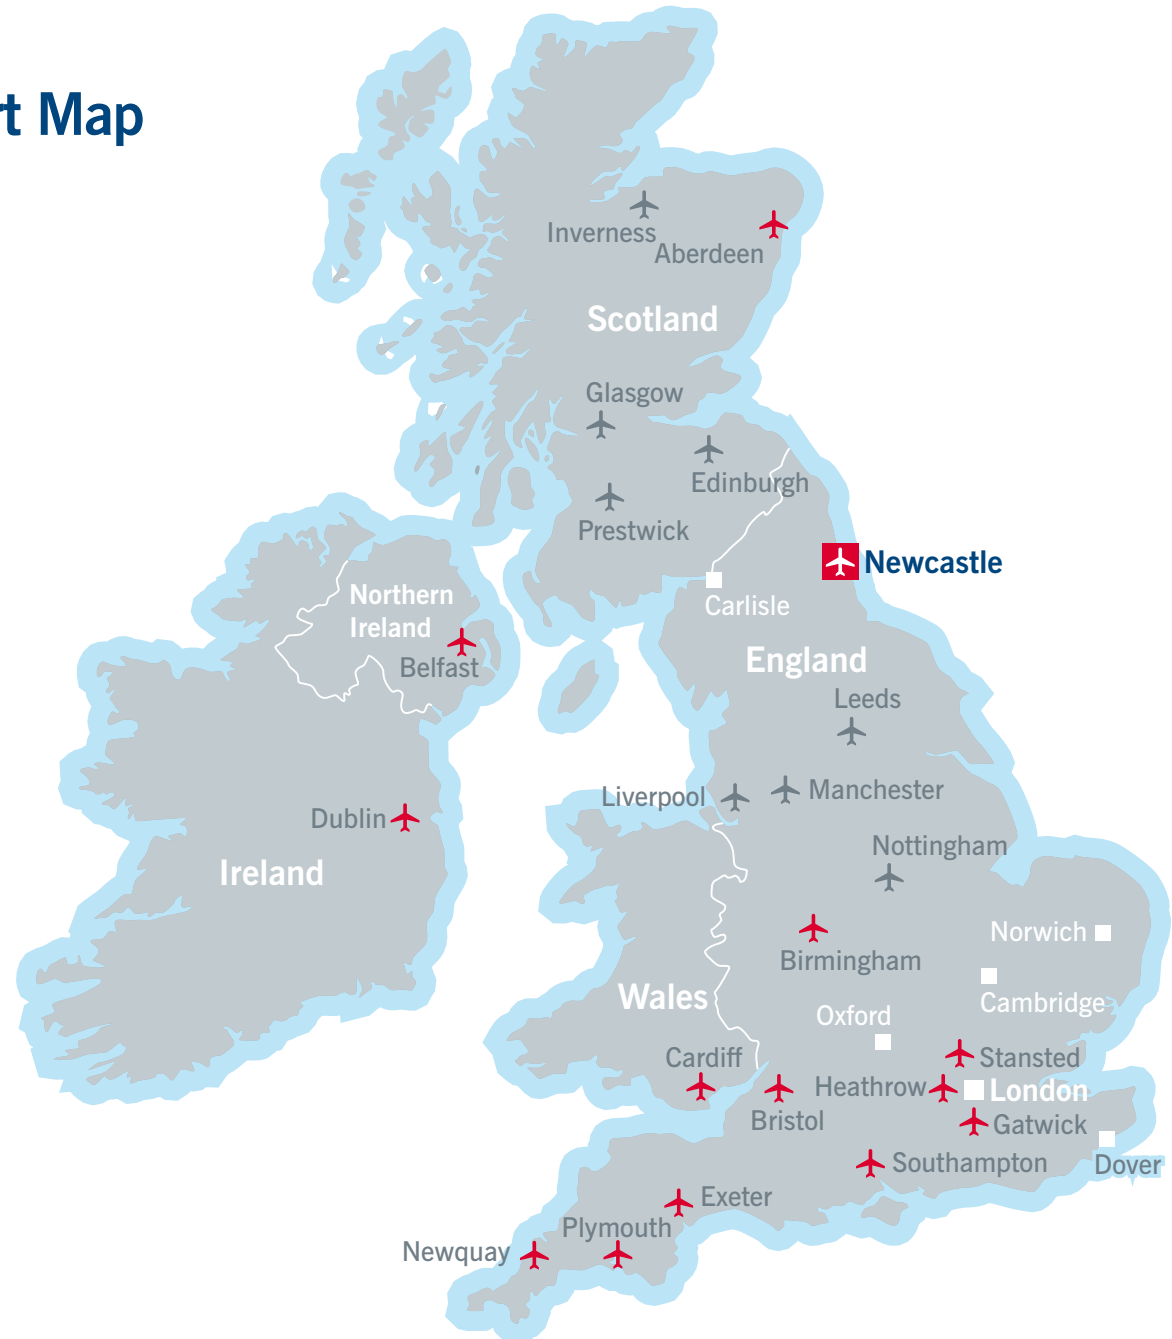 rt Map
Inverness
Aberdeen
Scotland
Glasgow
Edinburgh
Prestwick
Newcastle
Northern
Ireland
Carlisle
Belfast
England
Leeds
Liverpool
Manchester
Dublin
Nottingham
Ireland
Norwich
Birmingham
Wales
Cambridge
Oxford
Cardiff
Stansted
Heathrow
London
Bristol
Gatwick
Southampton
Dover
Exeter
Plymouth
Newquay